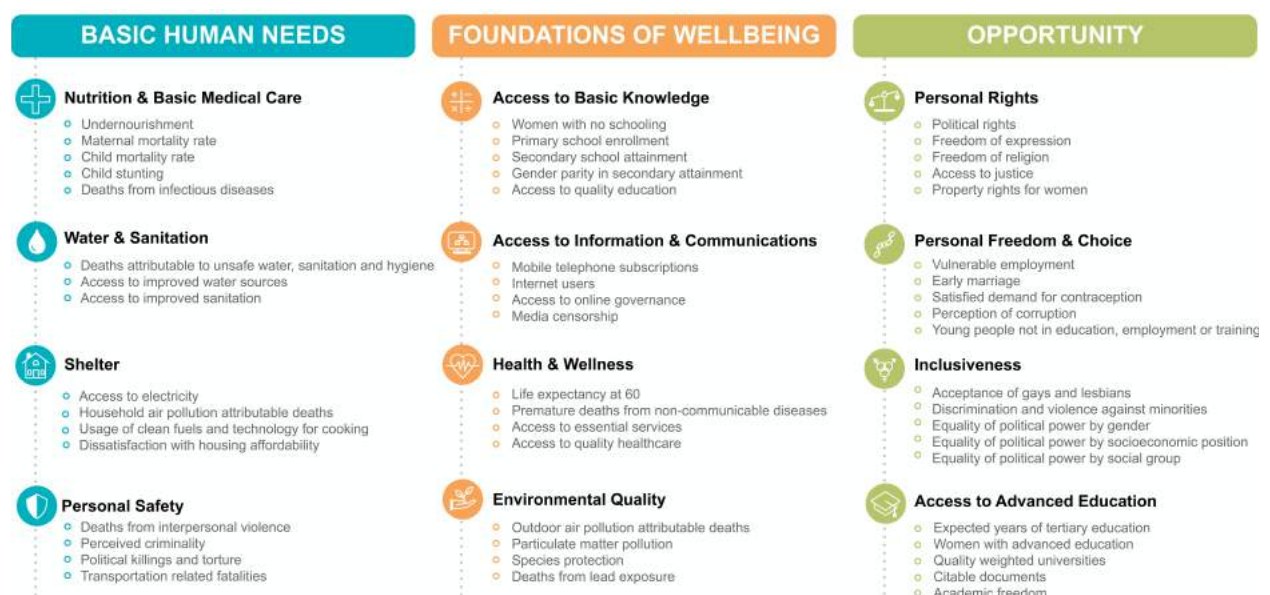 BASIC HUMAN NEEDS
Nutrition & Basic Medical Care
Undernourishment
Maternal mortality rate
Child mortality rate
Child stunting
Deaths from infectious diseases
Water & Sanitation
Deaths attributable to unsafe water, sanitation and hygiene
Access to improved water sources
Access to improved sanitation
Shelter
Access to electricity
Household air pollution attributable deaths
Usage of clean fuels and technology for cooking
Dissatisfaction with housing affordability
Personal Safety
Deaths from interpersonal violence
Perceived criminality
Political killings and torture
Transportation related fatalities
FOUNDATIONS OF WELLBEING
Access to Basic Knowledge
Women with no schooling
Primary school enrollment
Secondary school attainment
Gender parity in secondary attainment
Access to quality education
Access to Information & Communications
Mobile telephone subscriptions
Internet users
Access to online governance
Media censorship
Health & Wellness
Life expectancy at 60
Premature deaths from non-communicable diseases
Access to essential services
Access to quality healthcare
Environmental Quality
Outdoor air pollution attributable deaths
Particulate matter pollution
Species protection
Deaths from lead exposure
OPPORTUNITY
Personal Rights
Political rights
Freedom of expression
Freedom of religion
Access to justice
Property rights for women
Personal Freedom & Choice
Vulnerable employment
Early marriage
Satisfied demand for contraception
Perception of corruption
Young people not in education, employment or training
Inclusiveness
Acceptance of gays and lesbians
Discrimination and violence against minorities
Equality of political power by gender
Equality of political power by socioeconomic position
Equality of political power by social group
Access to Advanced Education
Expected years of tertiary education
Women with advanced education
Quality weighted universities
Citable documents
Academic freedom